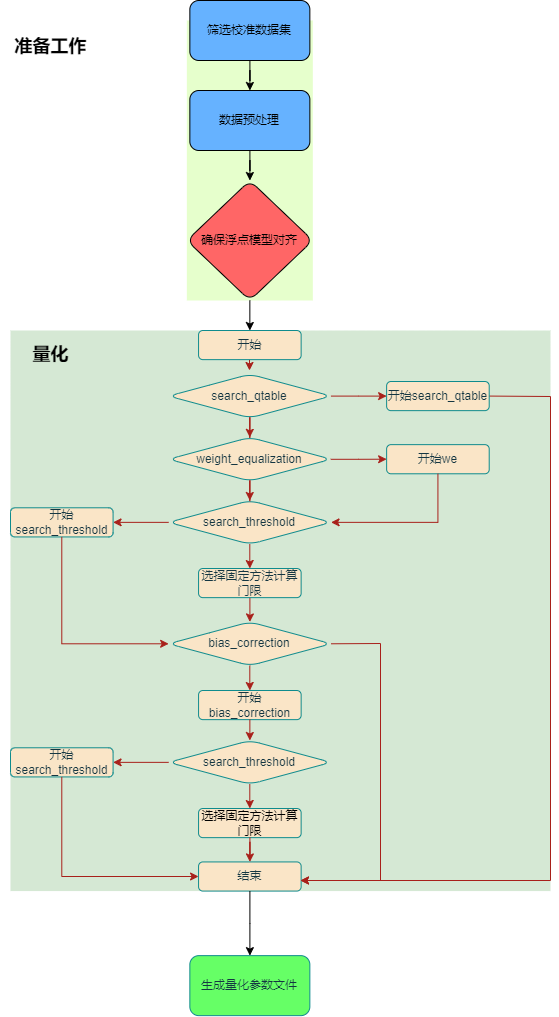 筛选校准数据集
准备工作
数据预处理
确保浮点模型对齐
开始
量化
search_qtable
开始search_qtable
weight_equalization
开始we
开始
search_threshold
search_threshold
选择固定方法计算
门限
bias_correction
开始
bias_correction
开始
search_threshold
search_threshold
选择固定方法计算
门限
结束
生成量化参数文件